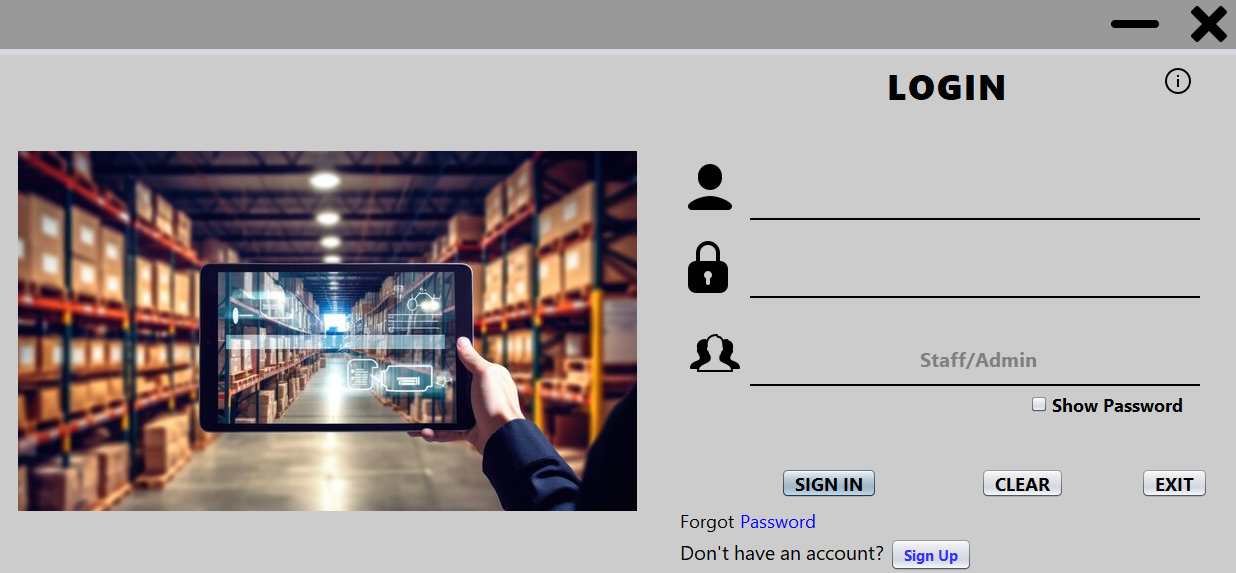 LOGIN
Staff/Admin
Show Password
SIGN IN CLEAR EXIT
Forgot Password
Don't have an account? Sign Up